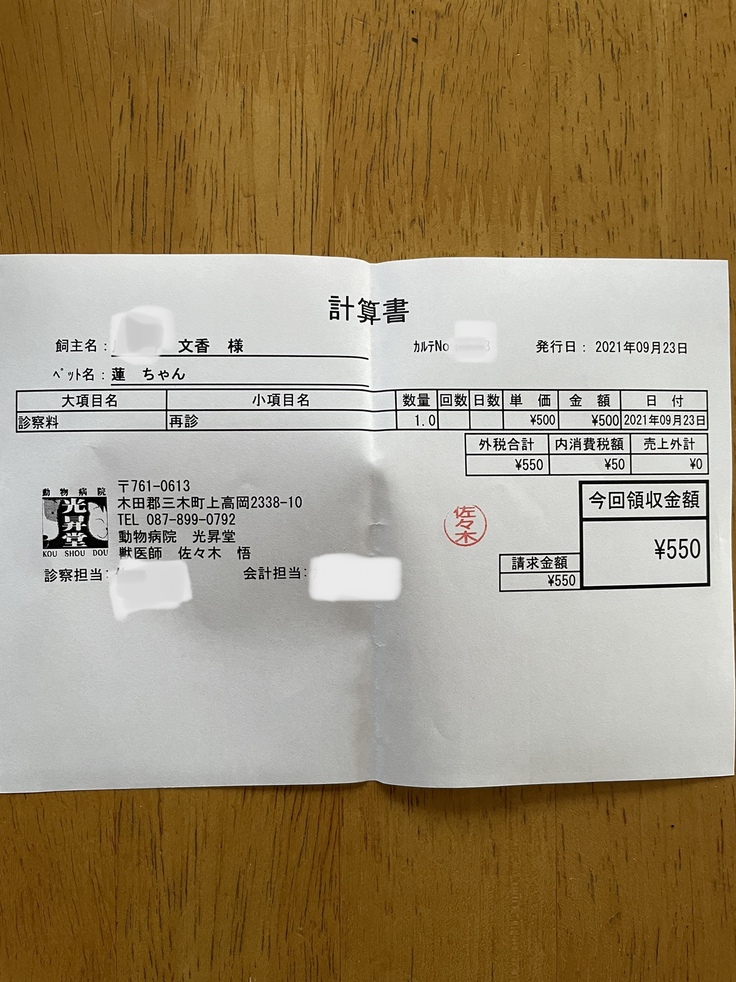 計算書
飼主名: 文香 様
カルテNo
発行日: 2021年09月23日
ペット名: 蓮 ちゃん
大項目名 小項目名 数量 回数 日数 単 価 金 額 日 付
診察料 再診 1.0 ¥500 ¥500 2021年09月23日
外税合計 内消費税額 売上外計
¥550 ¥50 ¥0
動物病院
光昇堂
KOU SHOU DOU
〒761-0613
木田郡三木町上高岡2338-10
TEL 087-899-0792
動物病院 光昇堂
獣医師 佐々木 悟
診察担当:
会計担当:
佐々木
請求金額
¥550
今回領収金額
¥550